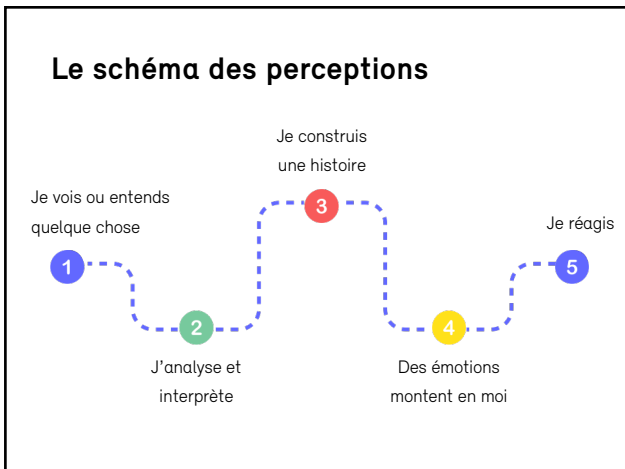 Le schéma des perceptions
Je vois ou entends
quelque chose
1
J'analyse et
interprète
2
Je construis
une histoire
3
Des émotions
montent en moi
4
Je réagis
5